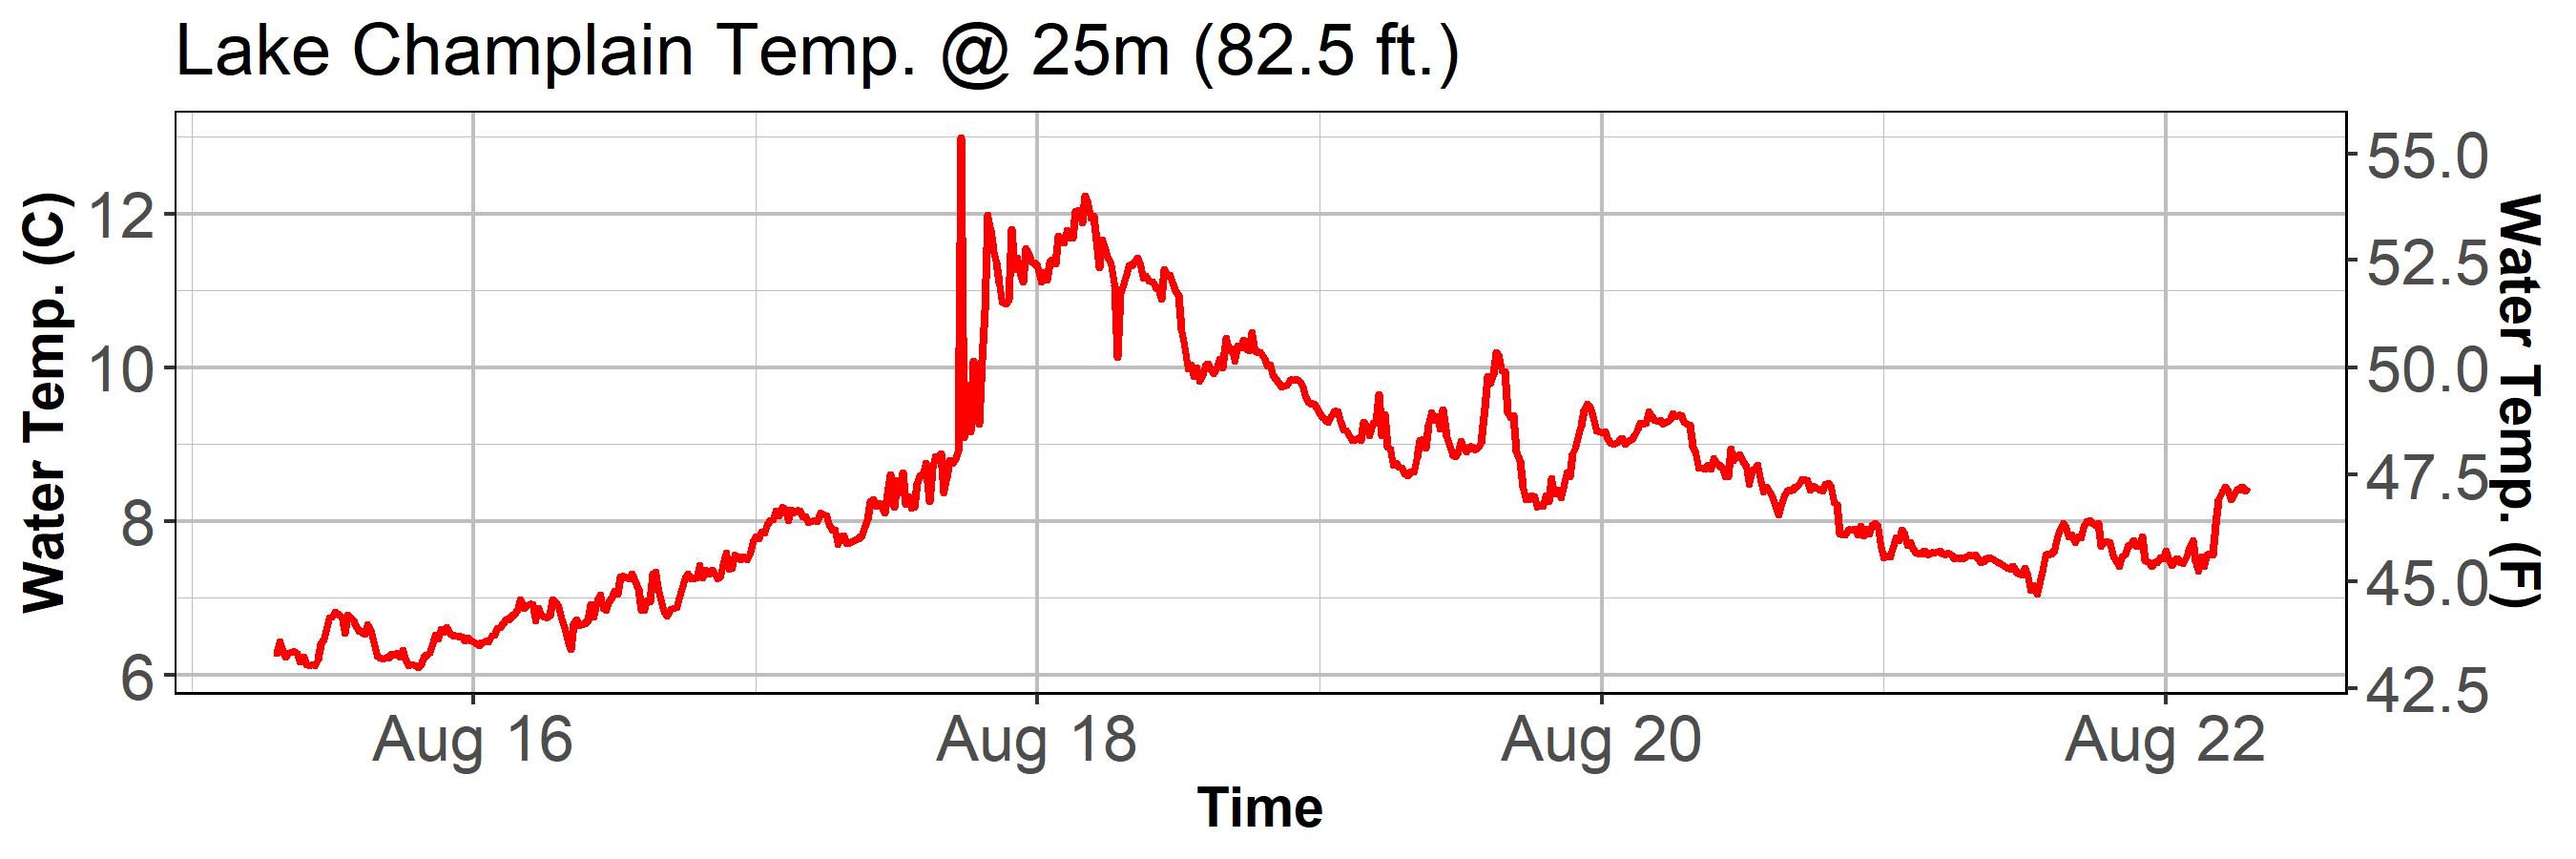 Lake Champlain Temp. @ 25m (82.5 ft.)
Water Temp. (C)
12
10
8
6
55.0
52.5
50.0
47.5
45.0
42.5
Water Temp. (F)
Aug 16 Aug 18 Aug 20 Aug 22
Time